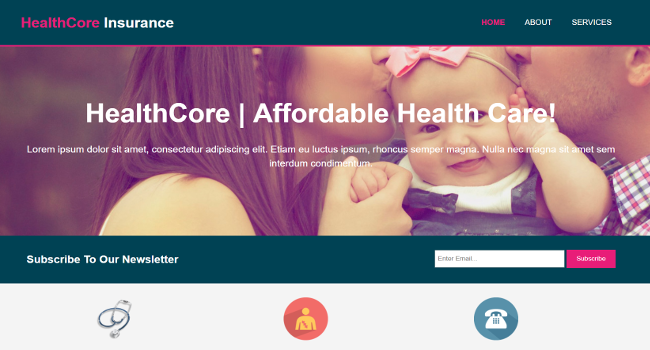 HealthCore Insurance
HOME ABOUT SERVICES
HealthCore | Affordable Health Care!
Lorem ipsum dolor sit amet, consectetur adipiscing elit. Etiam eu luctus ipsum, rhoncus semper magna. Nulla nec magna sit amet sem
interdum condimentum.
Subscribe To Our Newsletter
Enter Email...
Subscribe